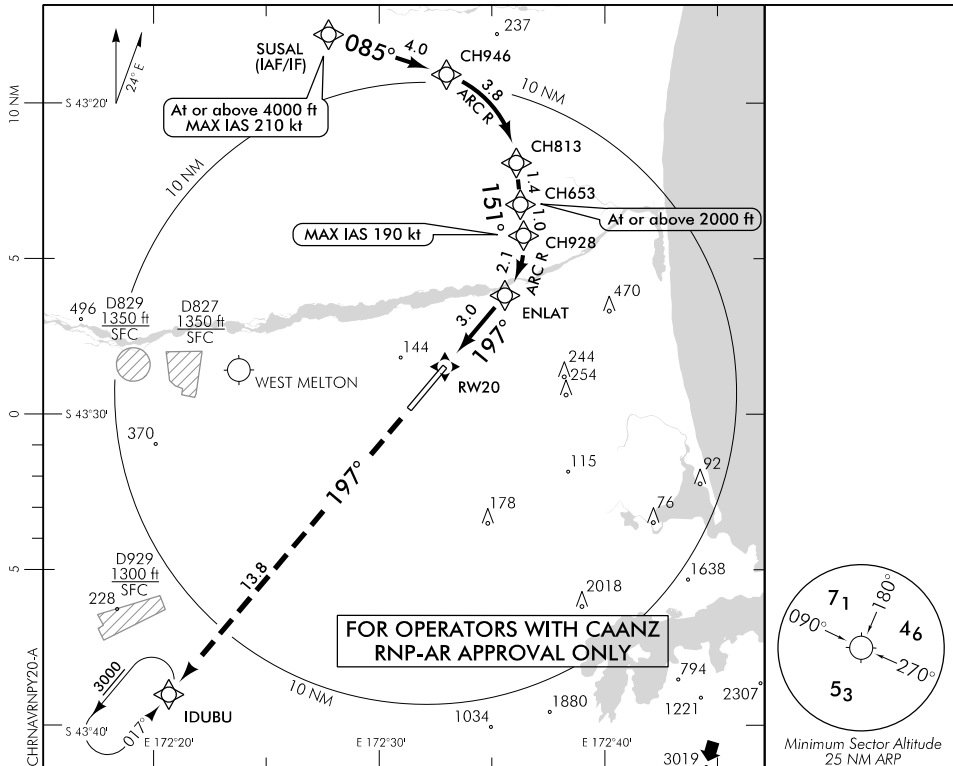 237
SUSAL
(IAF/IF)
085°
4.0
CH946
24° E
10 NM
S 43°20'
At or above 4000 ft
MAX IAS 210 kt
ARC R
3.8
10 NM
10 NM
CH813
1.4
CH653
151°
1.0
At or above 2000 ft
MAX IAS 190 kt
CH928
5
2.1
ARC R
ENLAT
470
496
D829
1350 ft
SFC
D827
1350 ft
SFC
3.0
197°
144
244
254
WEST MELTON
RW20
0
S 43°30'
370
197°
115
92
178
76
5
D929
1300 ft
SFC
13.8
1638
228
2018
FOR OPERATORS WITH CAANZ
RNP-AR APPROVAL ONLY
3000
017°
IDUBU
10 NM
794
1221
2307
1880
1034
S 43°40'
E 172°20'
E 172°30'
E 172°40'
3019
CHRNAVRNPY20-A
71
180°
090°
46
270°
53
Minimum Sector Altitude
25 NM ARP